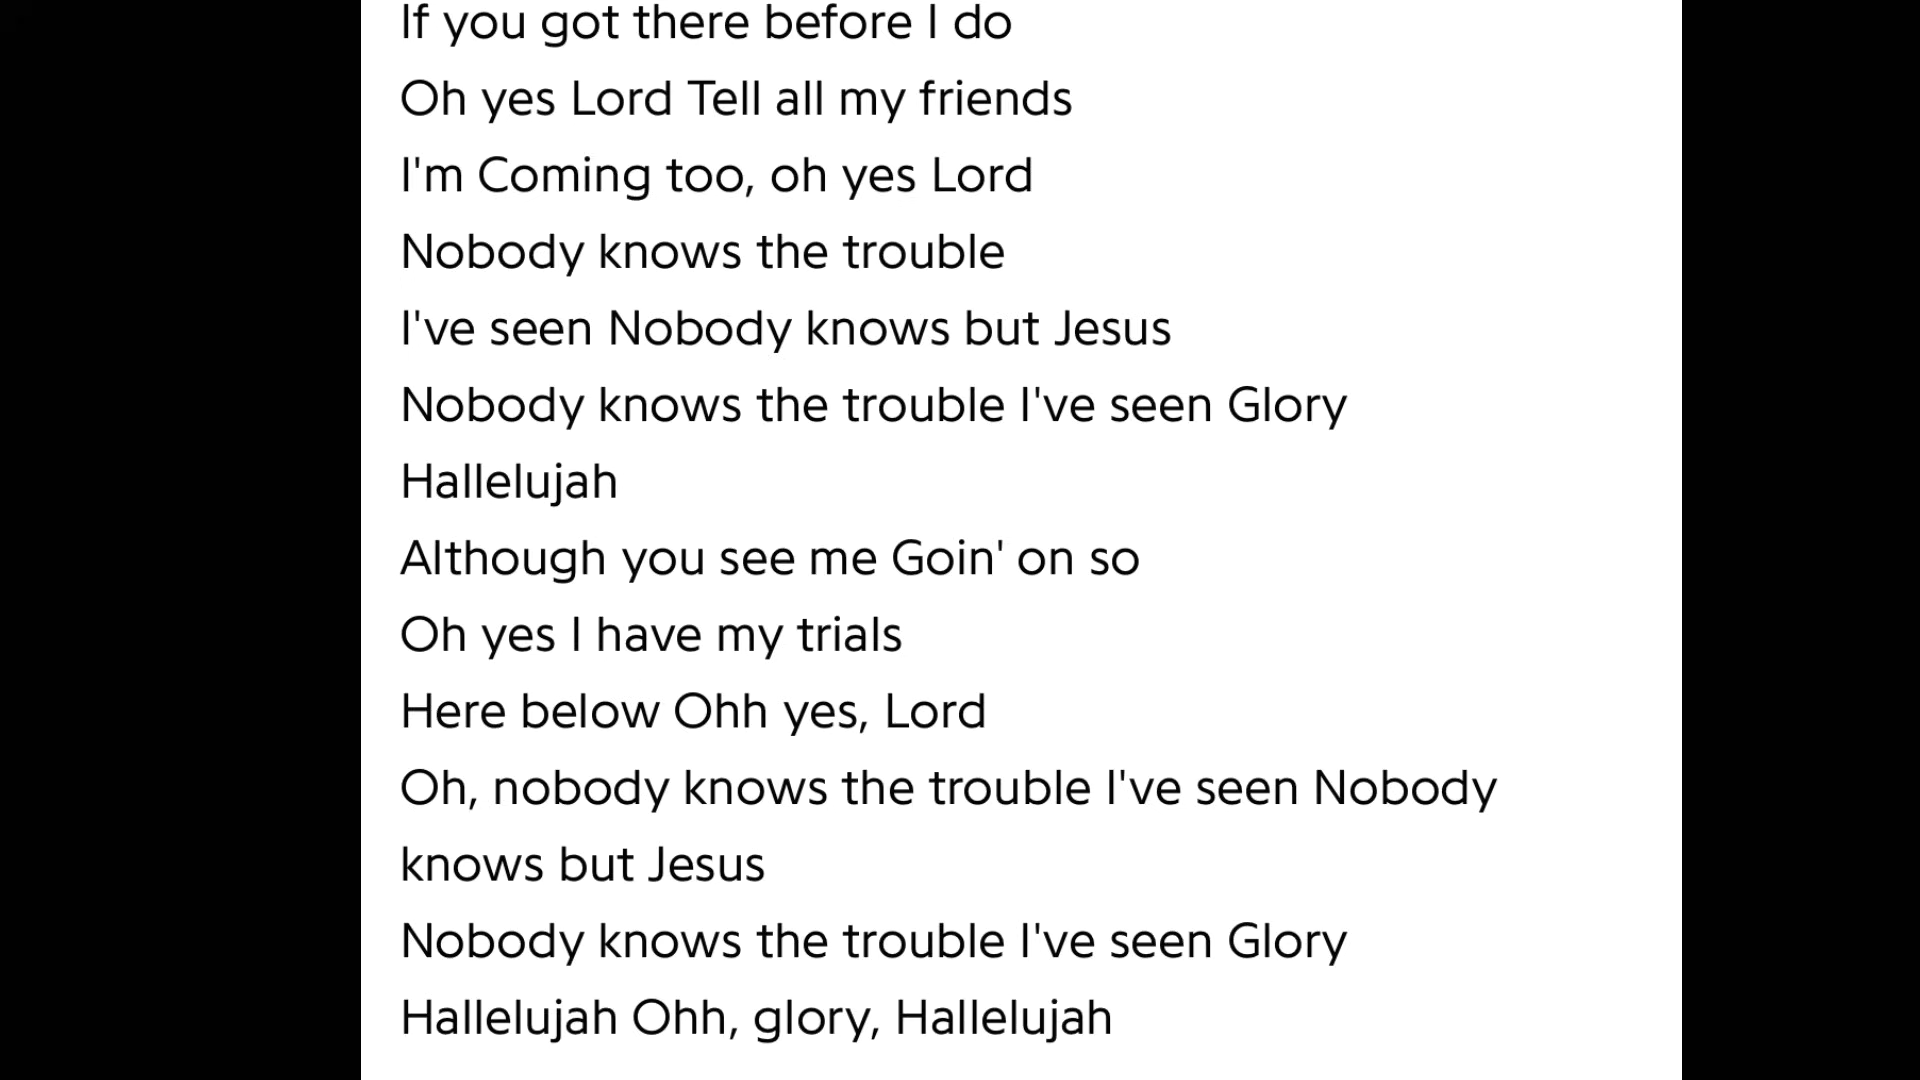 If you got there before I do
Oh yes Lord Tell all my friends
I'm Coming too, oh yes Lord
Nobody knows the trouble
I've seen Nobody knows but Jesus
Nobody knows the trouble I've seen Glory
Hallelujah
Although you see me Goin' on so
Oh yes I have my trials
Here below Ohh yes, Lord
Oh, nobody knows the trouble I've seen Nobody
knows but Jesus
Nobody knows the trouble I've seen Glory
Hallelujah Ohh, glory, Hallelujah